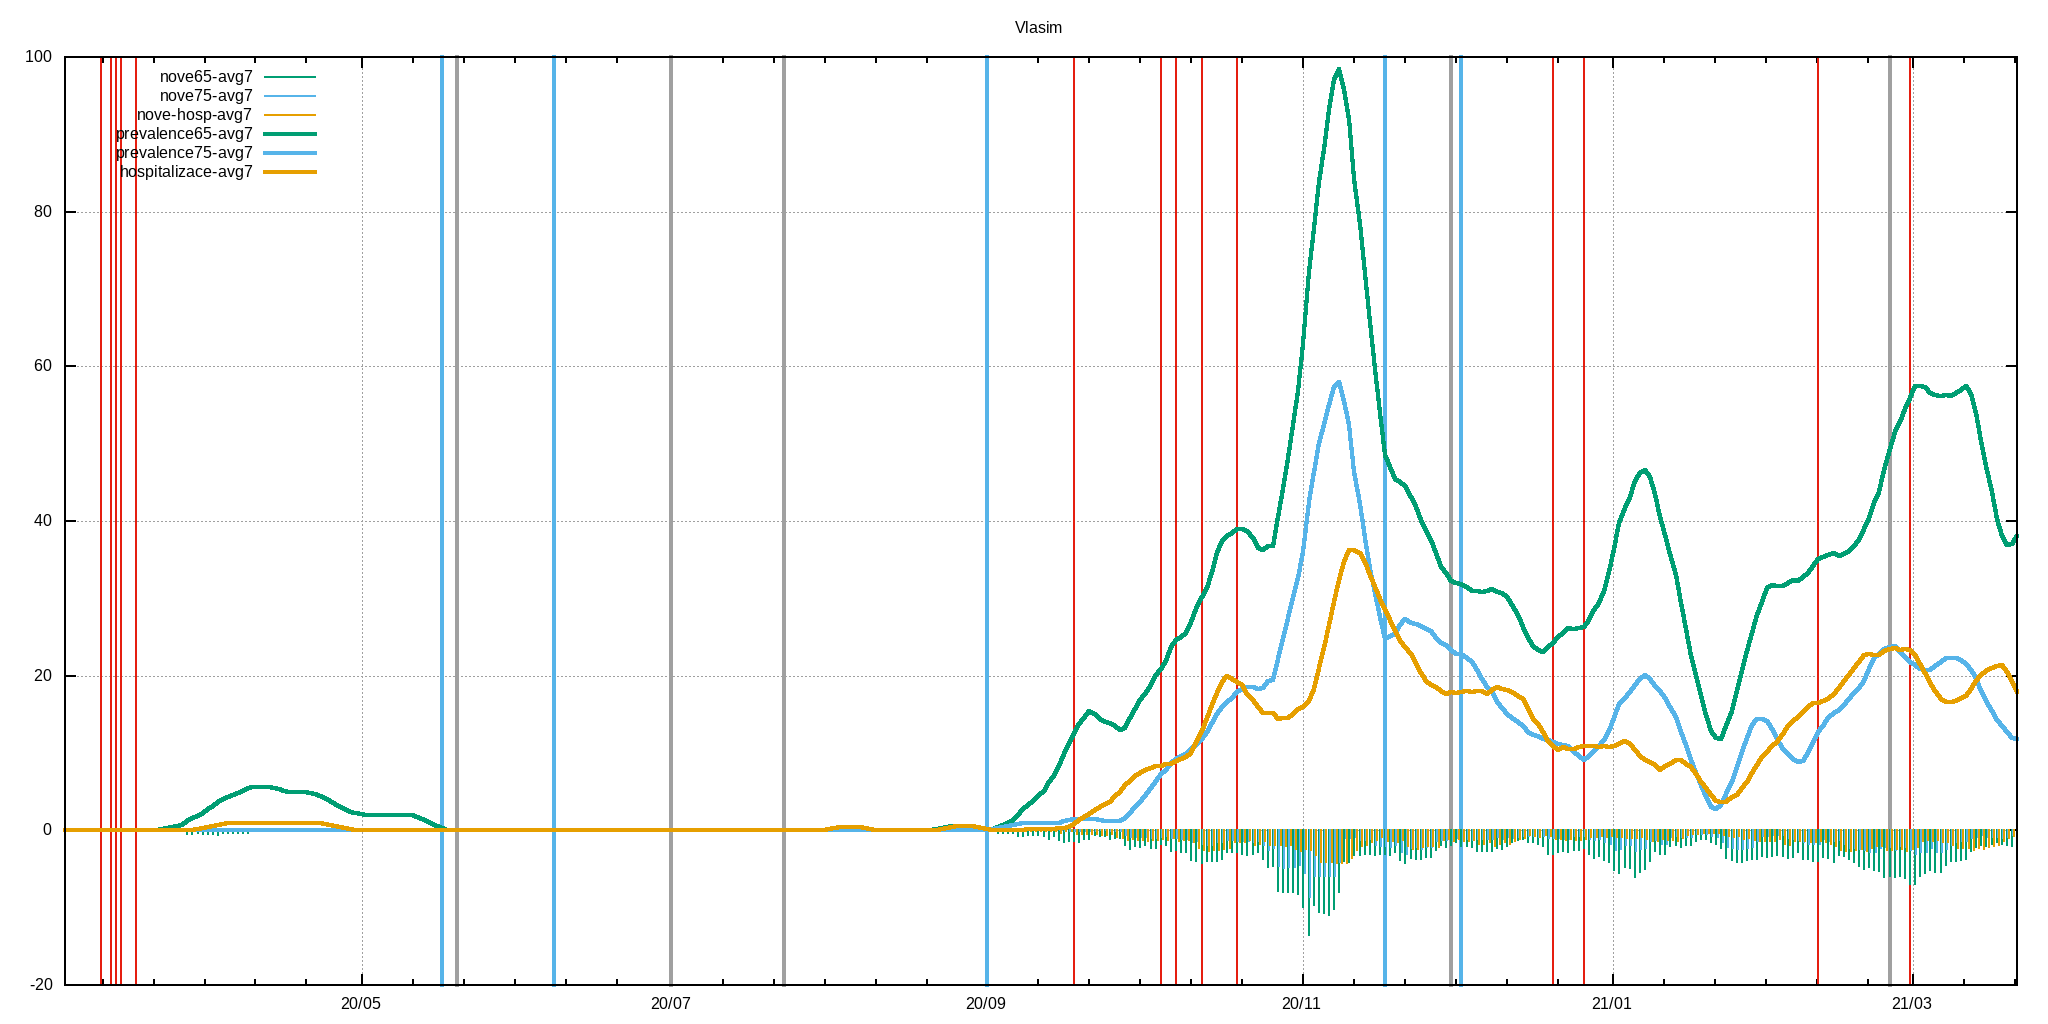 Vlasim
100
nove65-avg7
nove75-avg7
nove-hosp-avg7
prevalence65-avg7
prevalence75-avg7
hospitalizace-avg7
80
60
40
20
0
-20
20/05 20/07 20/09 20/11 21/01 21/03